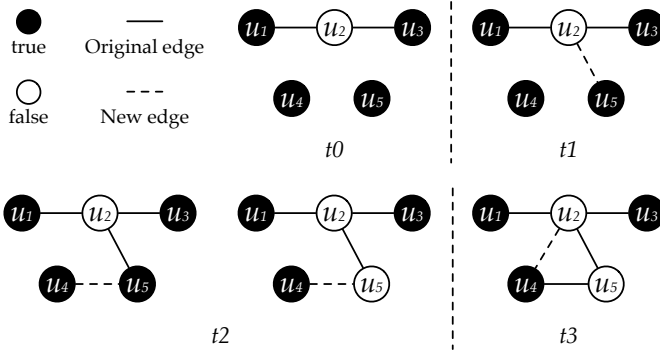 u1 u2 u3
true Original edge
u4 u5
false New edge
t0
u1 u2 u3
u4 u5
t1
u1 u2 u3
u4 u5
u1 u2 u3
u4 u5
t2
u1 u2 u3
u4 u5
t3